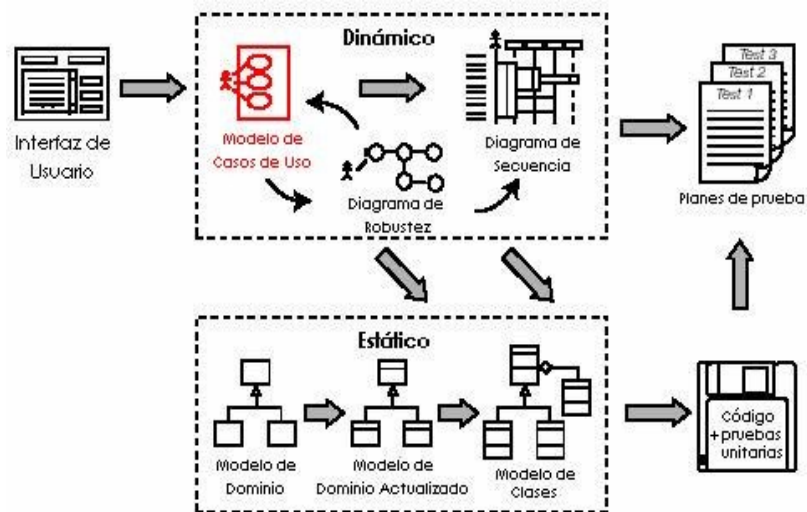 Dinámico
Interfaz de
Usuario
Modelo de
Casos de Uso
Diagrama de
Secuencia
Diagrama de
Robustez
Test 3
Test 2
Test 1
Planes de prueba
Estático
Modelo de
Dominio
Modelo de
Dominio Actualizado
Modelo de
Clases
Código
+pruebas
unitarias